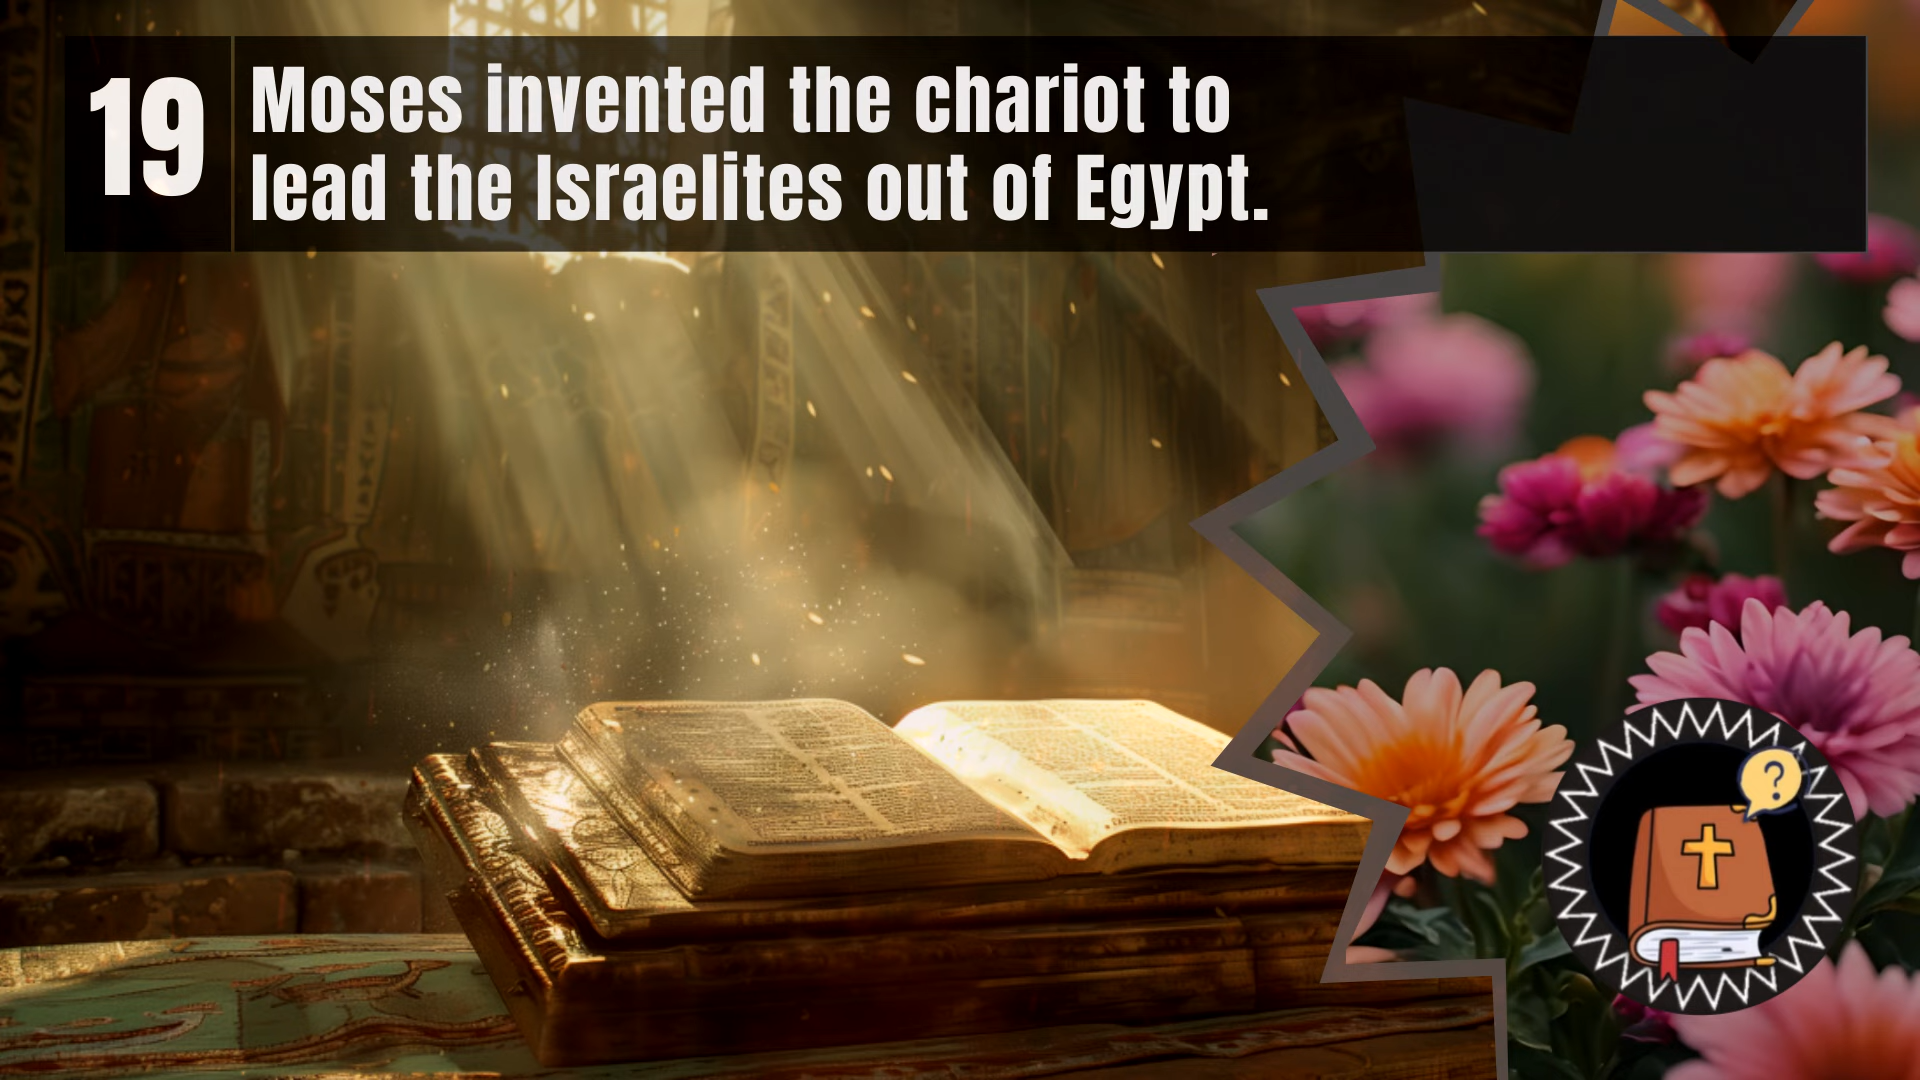 19
Moses invented the chariot to
lead the Israelites out of Egypt.
?